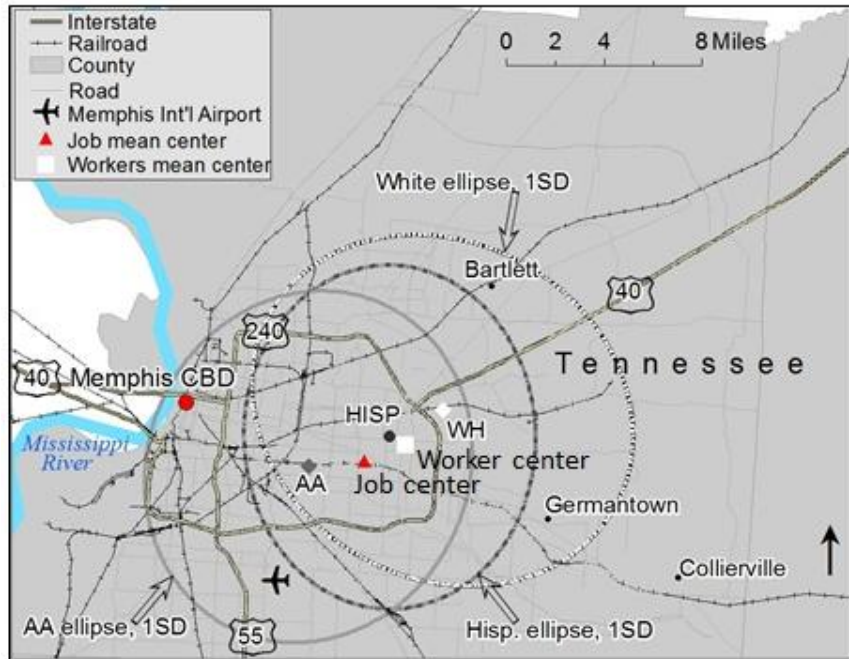 Interstate
Railroad
County
Road
Memphis Int'l Airport
Job mean center
Workers mean center
0 2 4 8 Miles
White ellipse, 1SD
Bartlett
40
240
Tennessee
40
Memphis CBD
HISP
WH
Mississippi
River
Worker center
AA
Job center
Germantown
Collierville
AA ellipse, 1SD
55
Hisp. ellipse, 1SD